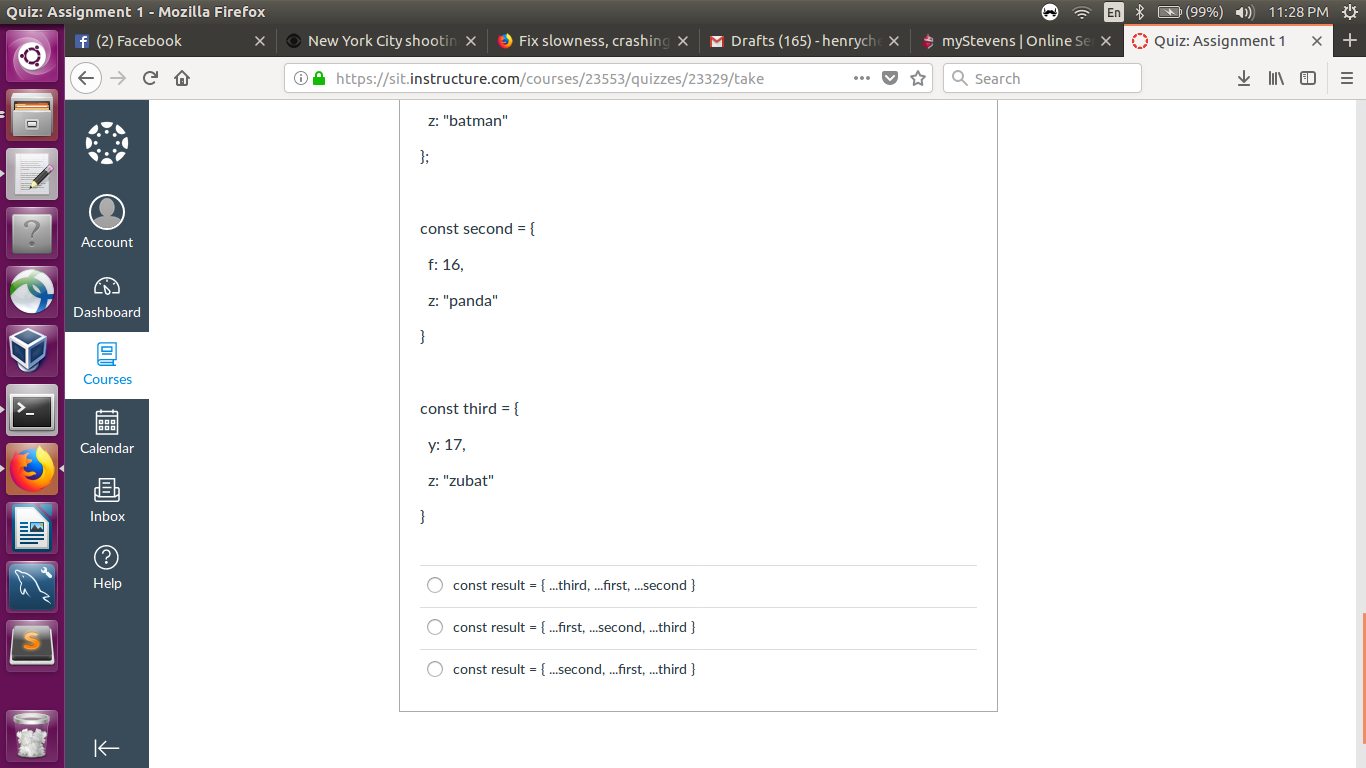 Quiz: Assignment 1 - Mozilla Firefox
En
(99%)
11:28 PM
f (2) Facebook
New York City shootin
Fix slowness, crashing
Drafts (165) - henryche
myStevens | Online Se
Quiz: Assignment 1
https://sit.instructure.com/courses/23553/quizzes/23329/take
Search
Account
Dashboard
Courses
Calendar
Inbox
Help
z: "batman"
};
const second = {
f: 16,
z: "panda"
}
const third = {
y: 17,
z: "zubat"
}
const result = { ...third, ...first, ...second }
const result = { ...first, ...second, ...third }
const result = { ...second, ...first, ...third }